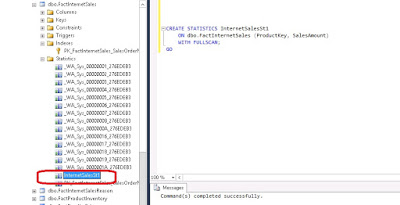 dbo.FactInternetSales
Columns
Keys
Constraints
Triggers
Indexes
PK_FactInternetSales_SalesOrderN
Statistics
_WA_Sys_00000001_276EDEB3
_WA_Sys_00000002_276EDEB3
_WA_Sys_00000003_276EDEB3
_WA_Sys_00000004_276EDEB3
_WA_Sys_00000005_276EDEB3
_WA_Sys_00000006_276EDEB3
_WA_Sys_00000007_276EDEB3
_WA_Sys_00000008_276EDEB3
_WA_Sys_00000016_276EDEB3
_WA_Sys_00000017_276EDEB3
_WA_Sys_00000018_276EDEB3
_WA_Sys_00000019_276EDEB3
_WA_Sys_0000001A_276EDEB3
InternetSalesSt1
dbo.FactInternetSalesReason
dbo.FactProductInventory
CREATE STATISTICS InternetSalesSt1
ON dbo.FactInternetSales (ProductKey, SalesAmount)
WITH FULLSCAN;
GO
100 %
Messages
Command(s) completed successfully.